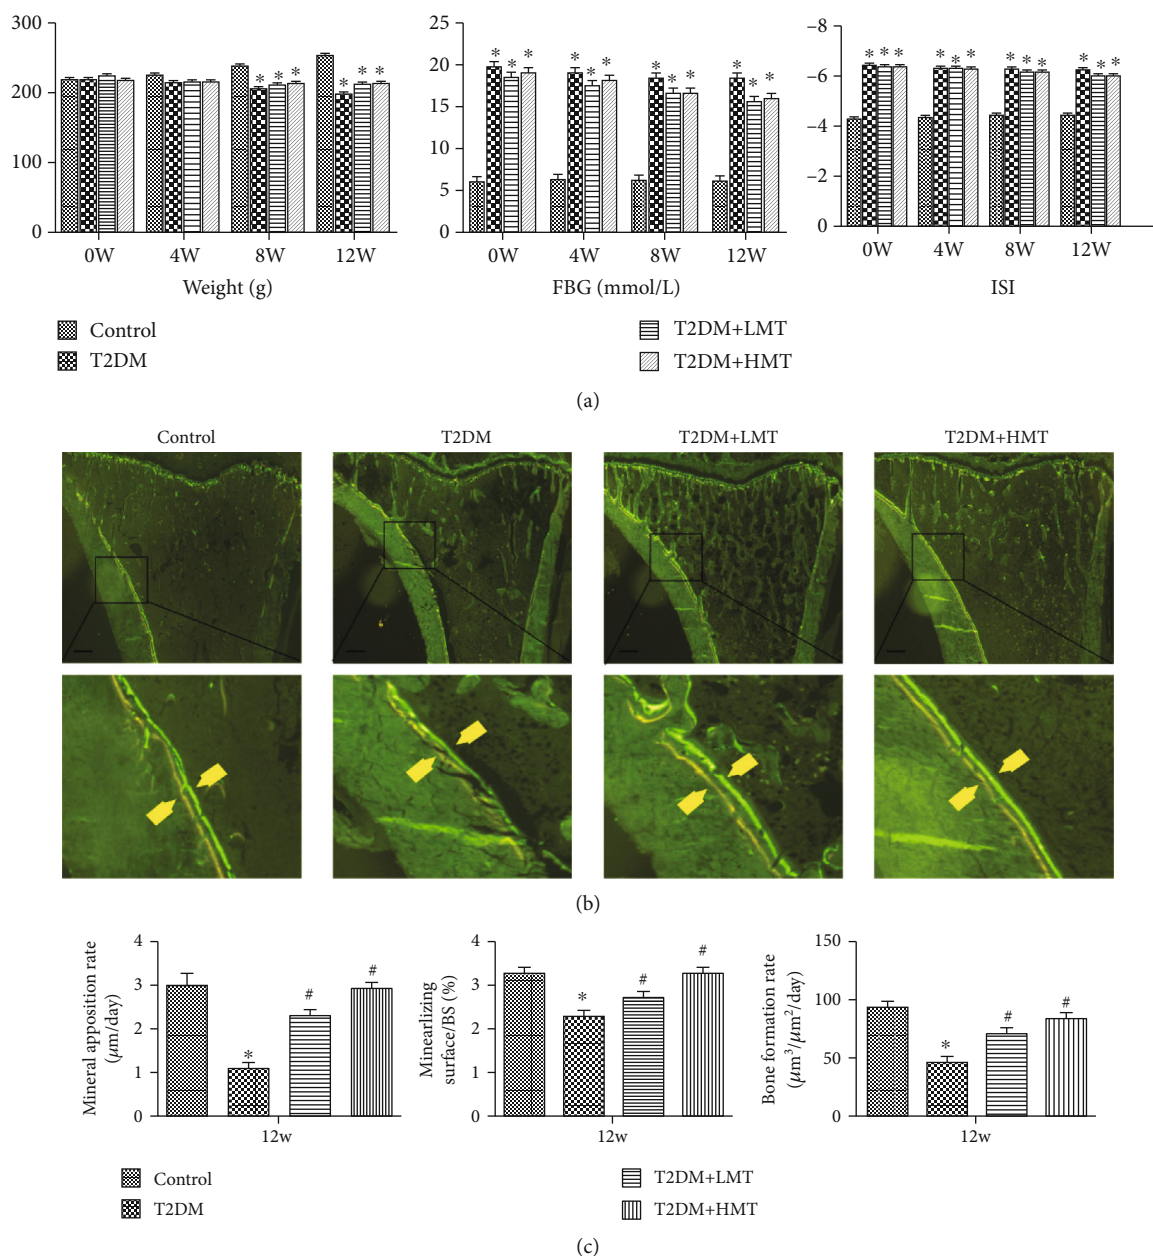 300
200
100
0
* * *
* * *
0W 4W 8W 12W
Weight (g)
25
20
15
10
5
0
* * *
* * *
* * *
* * *
0W 4W 8W 12W
FBG (mmol/L)
–8
–6
–4
–2
0
* * *
* * *
* * *
* * *
0W 4W 8W 12W
ISI
Control
T2DM
T2DM+LMT
T2DM+HMT
(a)
Control T2DM T2DM+LMT T2DM+HMT
(b)
Mineral apposition rate
(μm/day)
4
3
2
1
0
*
#
#
12w
Minearlizing
surface/BS (%)
4
3
2
1
0
*
#
#
12w
Bone formation rate
(μm³/μm²/day)
150
100
50
0
*
#
#
12w
Control
T2DM
T2DM+LMT
T2DM+HMT
(c)